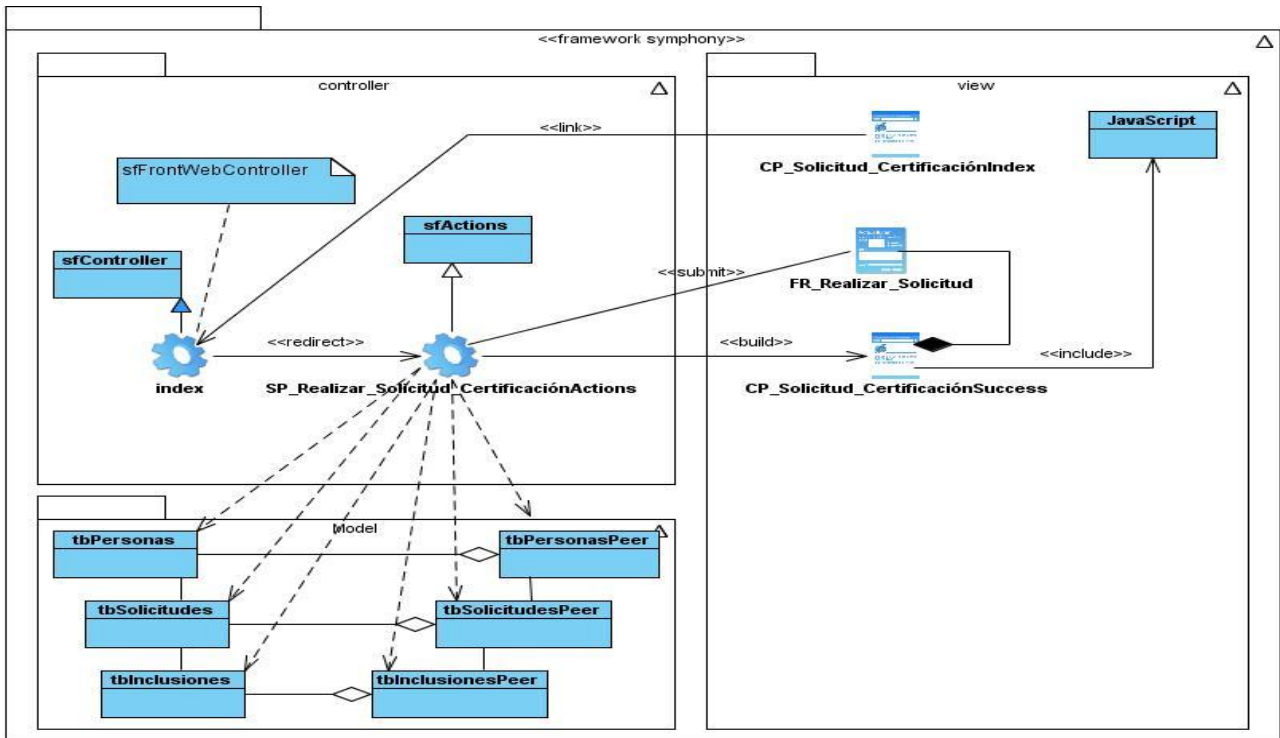 <<framework symphony>>
controller
view
<<link>>
JavaScript
CP_Solicitud_CertificaciónIndex
sfFrontWebController
sfActions
sfController
<<submit>>
FR_Realizar_Solicitud
<<redirect>>
<<build>>
<<include>>
index
SP_Realizar_Solicitud_CertificaciónActions
CP_Solicitud_CertificaciónSuccess
Model
tbPersonas
tbPersonasPeer
tbSolicitudes
tbSolicitudesPeer
tbInclusiones
tbInclusionesPeer